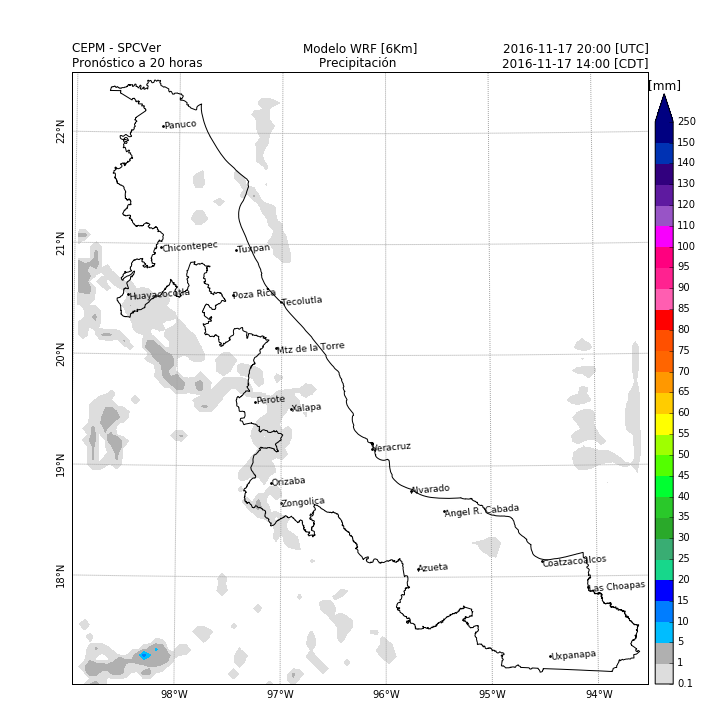 CEPM - SPCVer Modelo WRF [6Km] 2016-11-17 20:00 [UTC]
Pronóstico a 20 horas Precipitación 2016-11-17 14:00 [CDT]
[mm]
250
150
140
130
120
110
100
95
90
85
80
75
70
65
60
55
50
45
40
35
30
25
20
15
10
5
1
0.1
22°N
21°N
20°N
19°N
18°N
Panuco
Chicontepec
Tuxpan
Huayacocotla
Poza Rica
Tecolutla
Mtz de la Torre
Perote
Xalapa
Veracruz
Orizaba
Alvarado
Zongolica
Angel R. Cabada
Azueta
Coatzacoalcos
Las Choapas
Uxpanapa
98°W 97°W 96°W 95°W 94°W